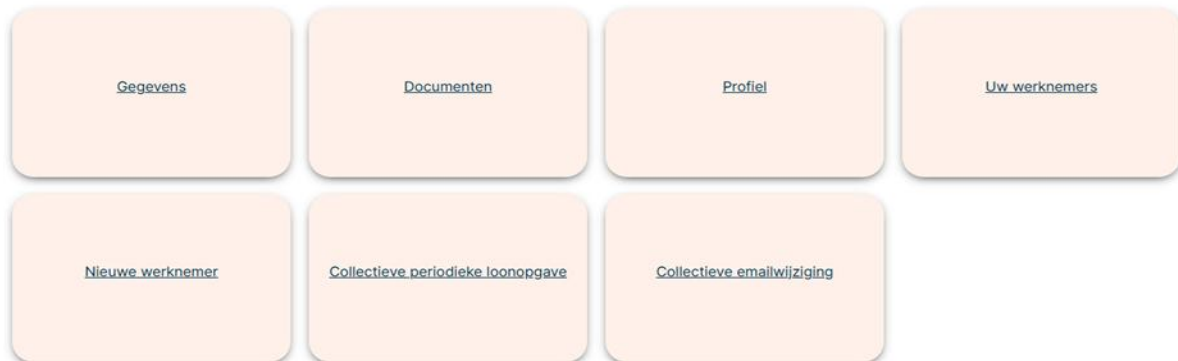 Gegevens
Documenten
Profiel
Uw werknemers
Nieuwe werknemer
Collectieve periodieke loonopgave
Collectieve emailwijziging